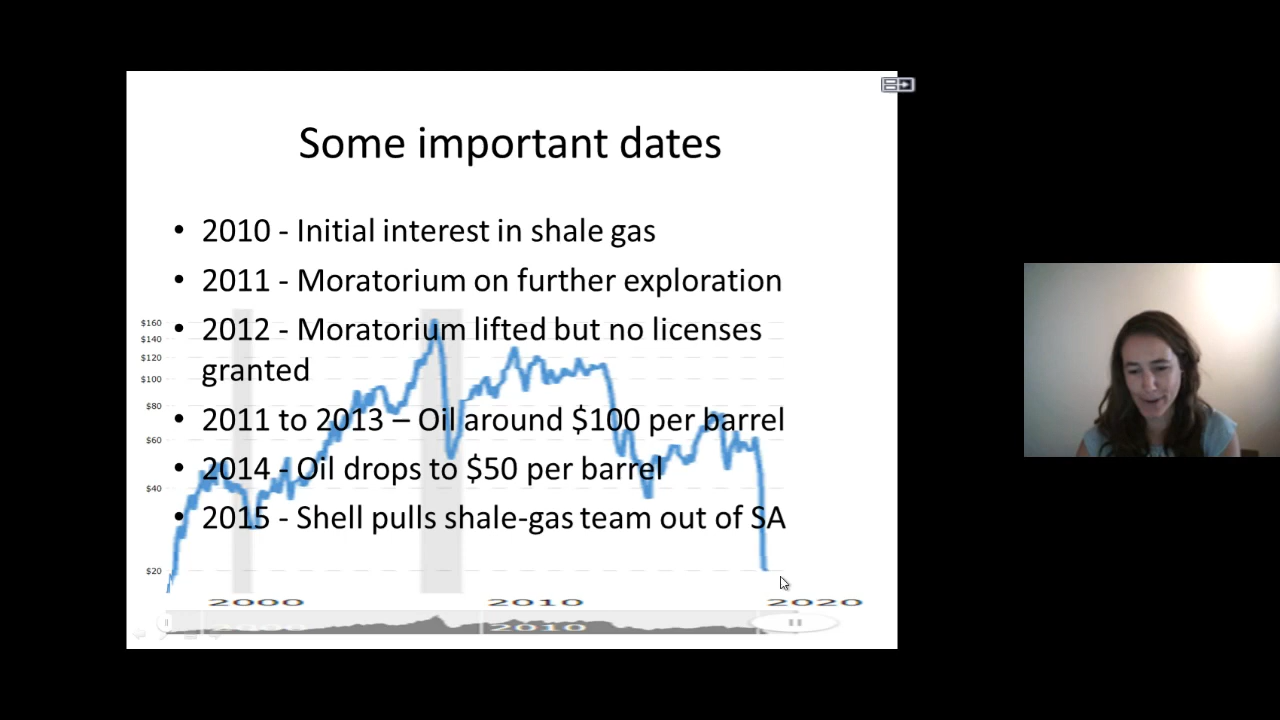 Some important dates
• 2010 - Initial interest in shale gas
• 2011 - Moratorium on further exploration
• 2012 - Moratorium lifted but no licenses
granted
• 2011 to 2013 – Oil around $100 per barrel
• 2014 - Oil drops to $50 per barrel
• 2015 - Shell pulls shale-gas team out of SA
$160
$140
$120
$100
$80
$60
$40
$20
2000 2010 2020
2000 2010